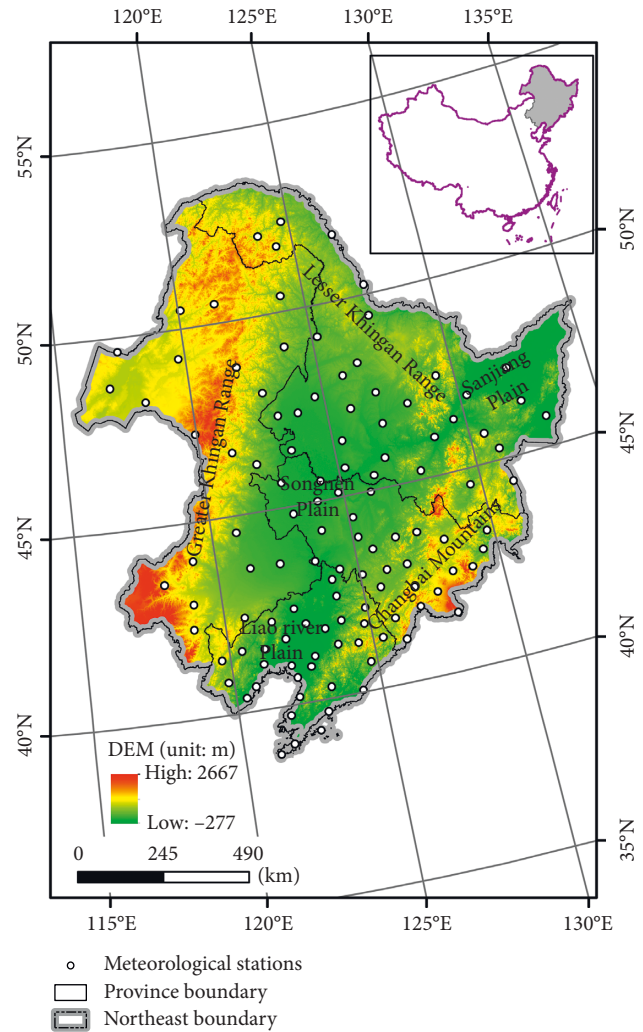 120°E 125°E 130°E 135°E
55°N
50°N
45°N
40°N
50°N
45°N
40°N
35°N
Lesser Khingan Range
Sanjiang
Plain
Greater Khingan Range
Songnen
Plain
Changbai Mountains
Liao river
Plain
DEM (unit: m)
High: 2667
Low: –277
0 245 490
(km)
115°E 120°E 125°E 130°E
Meteorological stations
Province boundary
Northeast boundary